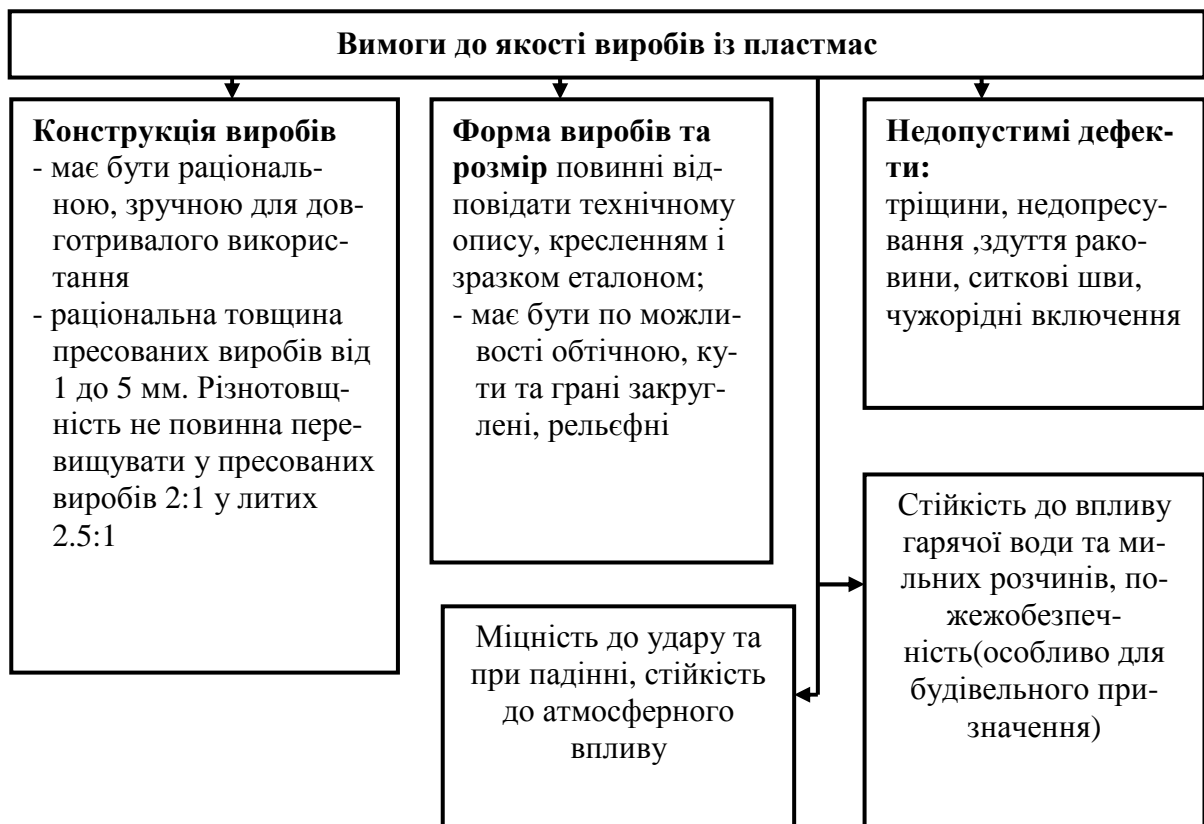 Вимоги до якості виробів із пластмас
Конструкція виробів
- має бути раціональ-
ною, зручною для дов-
готривалого викорис-
тання
- раціональна товщина
пресованих виробів від
1 до 5 мм. Різнотовщ-
ність не повинна пере-
вищувати у пресованих
виробів 2:1 у литих
2.5:1
Форма виробів та
розмір повинні від-
повідати технічному
опису, кресленням і
зразком еталоном;
- має бути по можли-
вості обтічною, ку-
ти та грані закруг-
лені, рельєфні
Недопустимі дефек-
ти:
тріщини, недопресу-
вання ,здуття рако-
вини, ситкові шви,
чужорідні включення
Міцність до удару та
при падінні, стійкість
до атмосферного
впливу
Стійкість до впливу
гарячої води та ми-
льних розчинів, по-
жежобезпеч-
ність(особливо для
будівельного при-
значення)